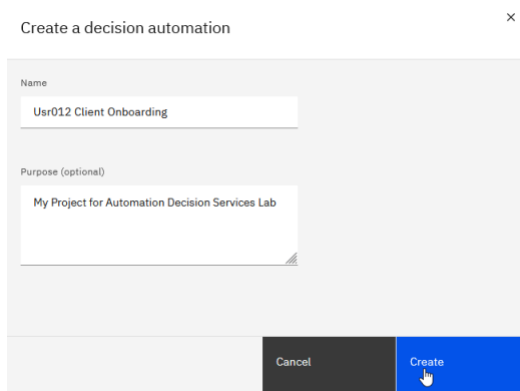 Create a decision automation
Name
Usr012 Client Onboarding
Purpose (optional)
My Project for Automation Decision Services Lab
Cancel
Create